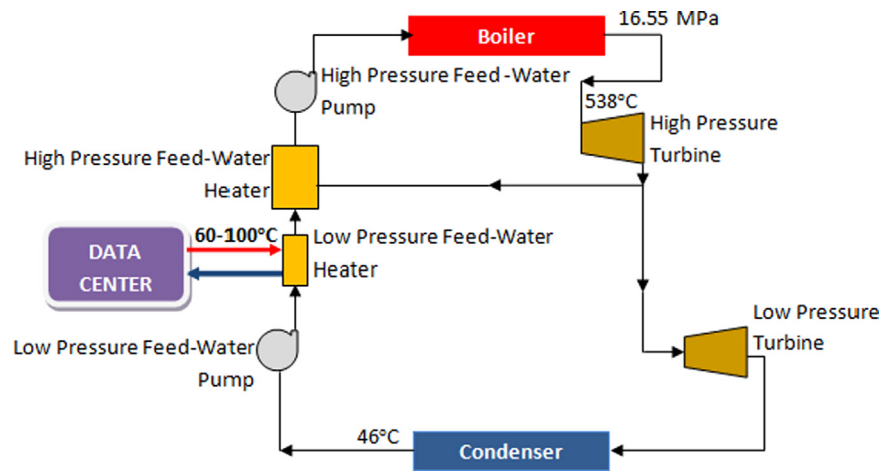 Boiler
16.55 MPa
High Pressure Feed -Water
Pump
538°C
High Pressure
Turbine
High Pressure Feed-Water
Heater
60-100°C
DATA
CENTER
Low Pressure Feed-Water
Heater
Low Pressure
Turbine
Low Pressure Feed-Water
Pump
46°C
Condenser